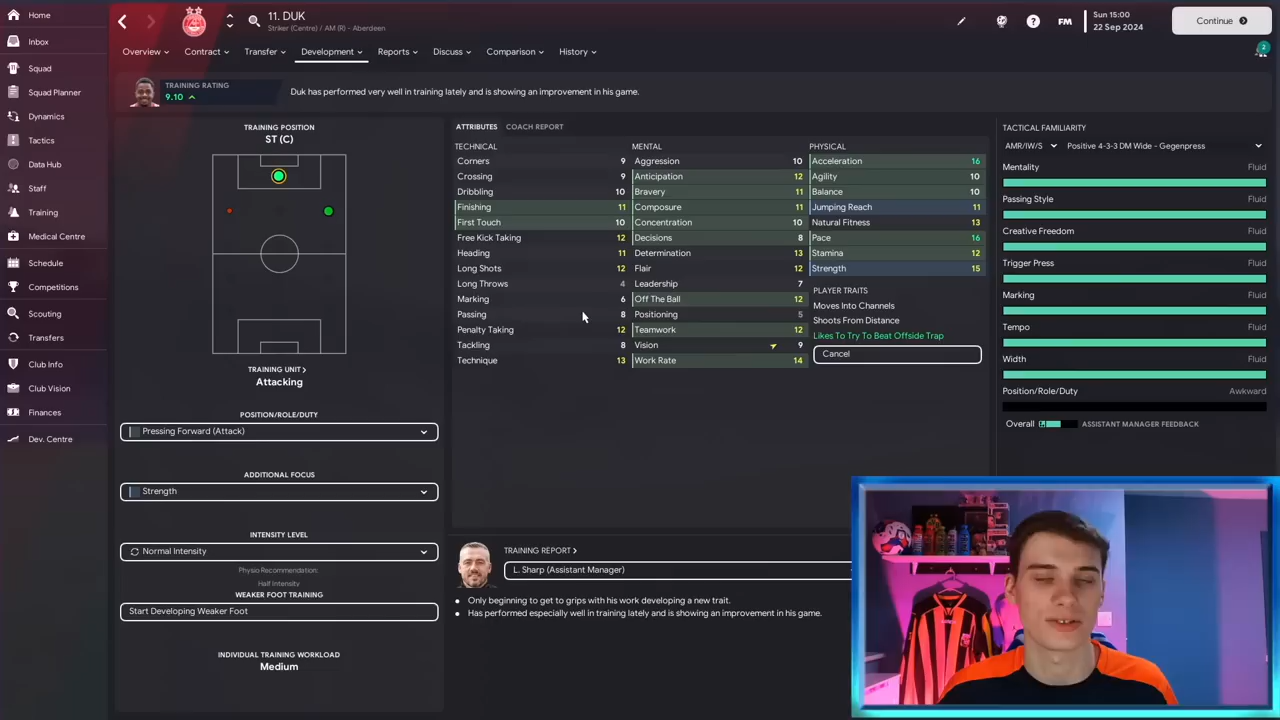 Home
Inbox
Squad
Squad Planner
Dynamics
Tactics
Data Hub
Staff
Training
Medical Centre
Schedule
Competitions
Scouting
Transfers
Club Info
Club Vision
Finances
Dev. Centre
11. DUK
Striker (Centre) / AM (R) - Aberdeen
FM
Sun 15:00
22 Sep 2024
Continue
2
Overview
Contract
Transfer
Development
Reports
Discuss
Comparison
History
TRAINING RATING
9.10
Duk has performed very well in training lately and is showing an improvement in his game.
TRAINING POSITION
ST (C)
TRAINING UNIT
Attacking
POSITION/ROLE/DUTY
Pressing Forward (Attack)
ADDITIONAL FOCUS
Strength
INTENSITY LEVEL
Normal Intensity
Physio Recommendation:
Half Intensity
WEAKER FOOT TRAINING
Start Developing Weaker Foot
INDIVIDUAL TRAINING WORKLOAD
Medium
ATTRIBUTES COACH REPORT
TECHNICAL
Corners 9
Crossing 9
Dribbling 10
Finishing 11
First Touch 10
Free Kick Taking 12
Heading 11
Long Shots 12
Long Throws 4
Marking 6
Passing 8
Penalty Taking 12
Tackling 8
Technique 13
MENTAL
Aggression 10
Anticipation 12
Bravery 11
Composure 11
Concentration 10
Decisions 8
Determination 13
Flair 12
Leadership 7
Off The Ball 12
Positioning 5
Teamwork 12
Vision 9
Work Rate 14
PHYSICAL
Acceleration 16
Agility 10
Balance 10
Jumping Reach 11
Natural Fitness 13
Pace 16
Stamina 12
Strength 15
PLAYER TRAITS
Moves Into Channels
Shoots From Distance
Likes To Try To Beat Offside Trap
Cancel
TRAINING REPORT
L. Sharp (Assistant Manager)
Only beginning to get to grips with his work developing a new trait.
Has performed especially well in training lately and is showing an improvement in his game.
TACTICAL FAMILIARITY
AMR/IW/S Positive 4-3-3 DM Wide - Gegenpress
Mentality Fluid
Passing Style Fluid
Creative Freedom Fluid
Trigger Press Fluid
Marking Fluid
Tempo Fluid
Width Fluid
Position/Role/Duty Awkward
Overall ASSISTANT MANAGER FEEDBACK